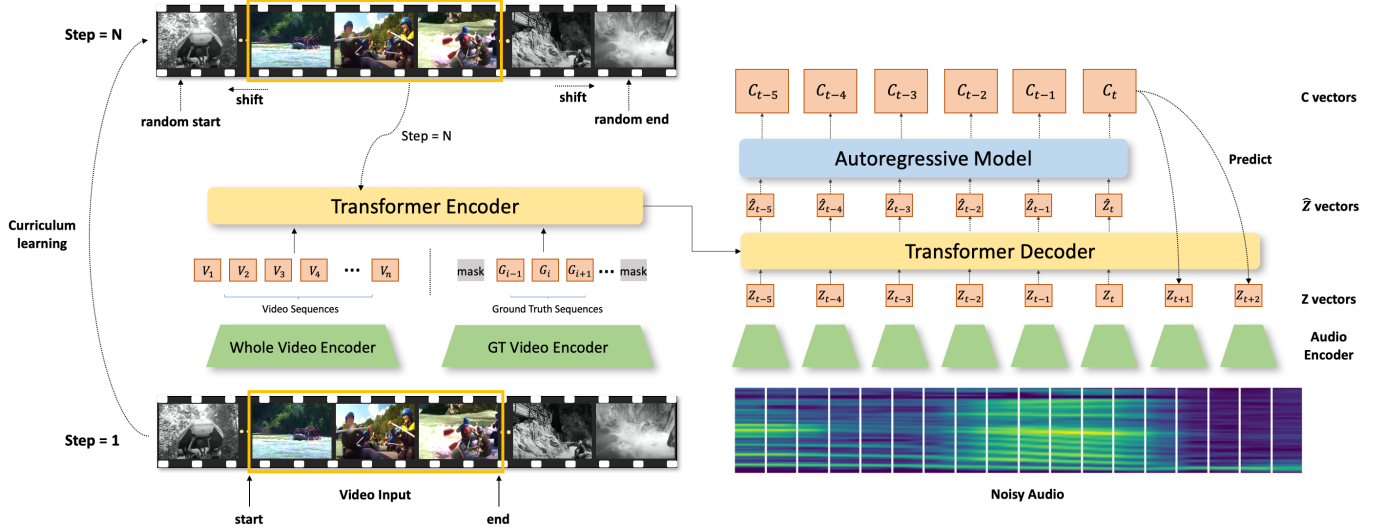 Step = N
shift
shift
random start
random end
Step = N
Transformer Encoder
Curriculum
learning
V₁ V₂ V₃ V₄ ••• Vₙ
mask Gᵢ₋₁ Gᵢ Gᵢ₊₁ ••• mask
Video Sequences
Ground Truth Sequences
Whole Video Encoder
GT Video Encoder
Step = 1
Video Input
start
end
Cₜ₋₅ Cₜ₋₄ Cₜ₋₃ Cₜ₋₂ Cₜ₋₁ Cₜ
C vectors
Autoregressive Model
Predict
Ẑₜ₋₅ Ẑₜ₋₄ Ẑₜ₋₃ Ẑₜ₋₂ Ẑₜ₋₁ Ẑₜ
Ẑ vectors
Transformer Decoder
Zₜ₋₅ Zₜ₋₄ Zₜ₋₃ Zₜ₋₂ Zₜ₋₁ Zₜ Zₜ₊₁ Zₜ₊₂
Z vectors
Audio
Encoder
Noisy Audio